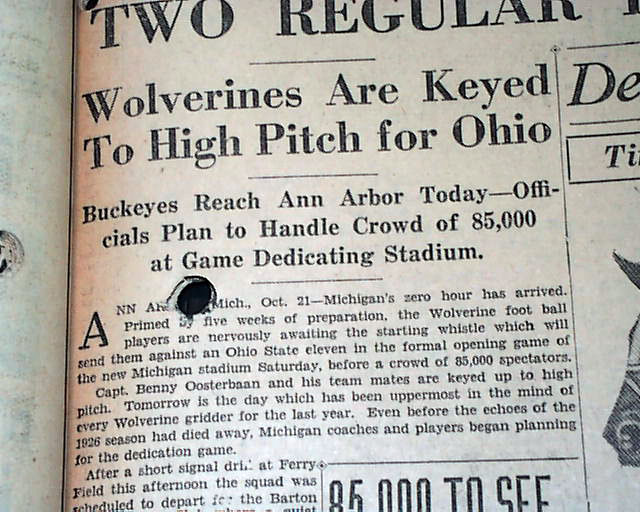 TWO REGULAR
Wolverines Are Keyed
To High Pitch for Ohio
Buckeyes Reach Ann Arbor Today—Offi-
cials Plan to Handle Crowd of 85,000
at Game Dedicating Stadium.
ANN Mich., Oct. 21—Michigan's zero hour has arrived.
Primed by five weeks of preparation, the Wolverine foot ball
players are nervously awaiting the starting whistle which will
send them against an Ohio State eleven in the formal opening game of
the new Michigan stadium Saturday, before a crowd of 85,000 spectators.
Capt. Benny Oosterbaan and his team mates are keyed up to high
pitch. Tomorrow is the day which has been uppermost in the mind of
every Wolverine gridder for the last year. Even before the echoes of the
1926 season had died away, Michigan coaches and players began planning
for the dedication game.
After a short signal drill at Ferry
Field this afternoon the squad was
scheduled to depart for the Barton
85,000 TO SEE
De
Ti